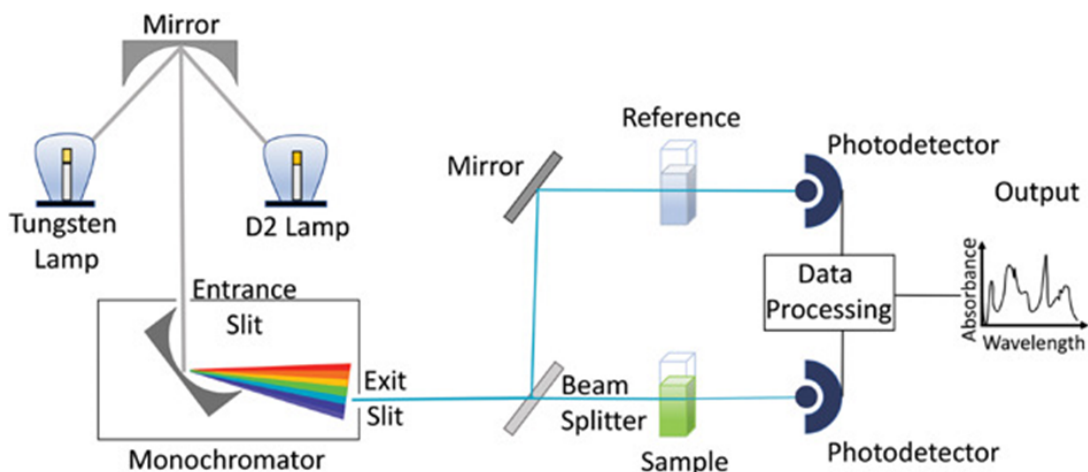 Mirror
Tungsten
Lamp
D2 Lamp
Entrance
Slit
Exit
Slit
Monochromator
Mirror
Beam
Splitter
Reference
Sample
Photodetector
Photodetector
Data
Processing
Output
Absorbance
Wavelength